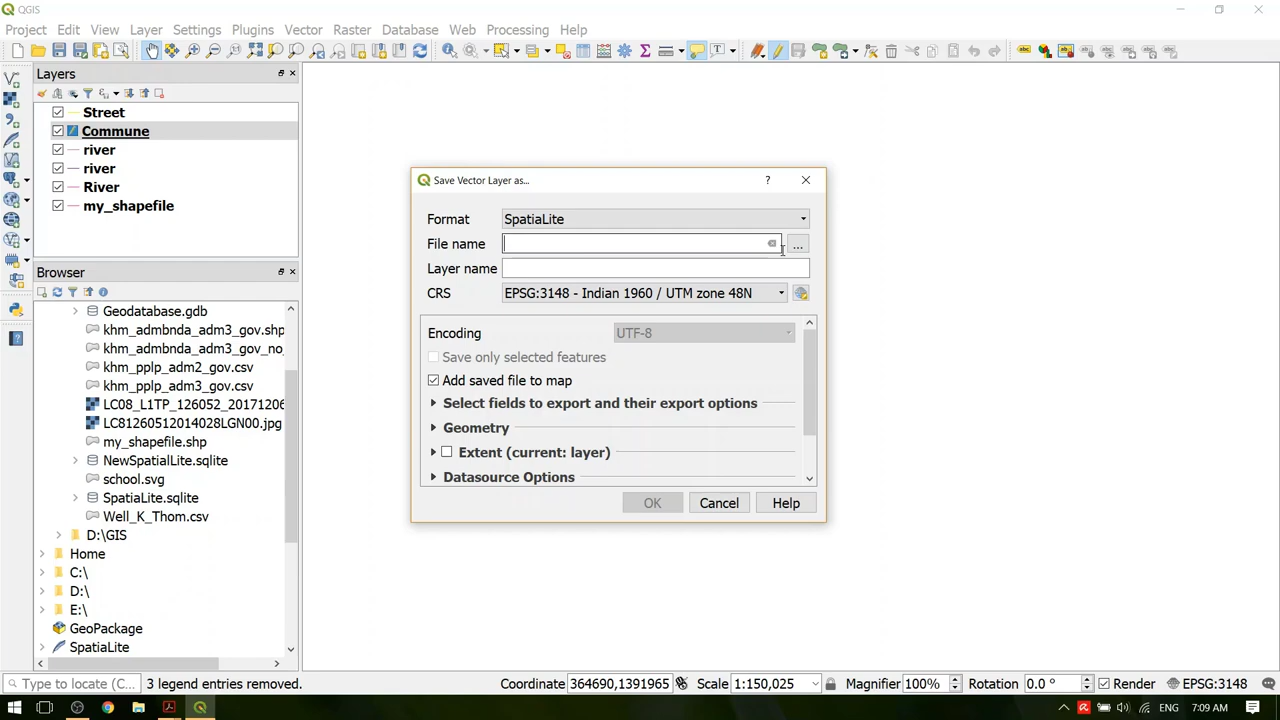 QGIS
Project Edit View Layer Settings Plugins Vector Raster Database Web Processing Help
Layers
Street
Commune
river
river
River
my_shapefile
Browser
Geodatabase.gdb
khm_admbnda_adm3_gov.shp
khm_admbnda_adm3_gov_no_
khm_pplp_adm2_gov.csv
khm_pplp_adm3_gov.csv
LC08_L1TP_126052_20171206
LC81260512014028LGN00.jpg
my_shapefile.shp
NewSpatialLite.sqlite
school.svg
SpatiaLite.sqlite
Well_K_Thom.csv
D:\GIS
Home
C:\
D:\
E:\
GeoPackage
SpatiaLite
Save Vector Layer as...
?
Format SpatiaLite
File name ...
Layer name
CRS EPSG:3148 - Indian 1960 / UTM zone 48N
Encoding UTF-8
Save only selected features
Add saved file to map
Select fields to export and their export options
Geometry
Extent (current: layer)
Datasource Options
OK Cancel Help
Type to locate (C... 3 legend entries removed. Coordinate 364690,1391965 Scale 1:150,025 Magnifier 100% Rotation 0.0 ° Render EPSG:3148
ENG 7:09 AM